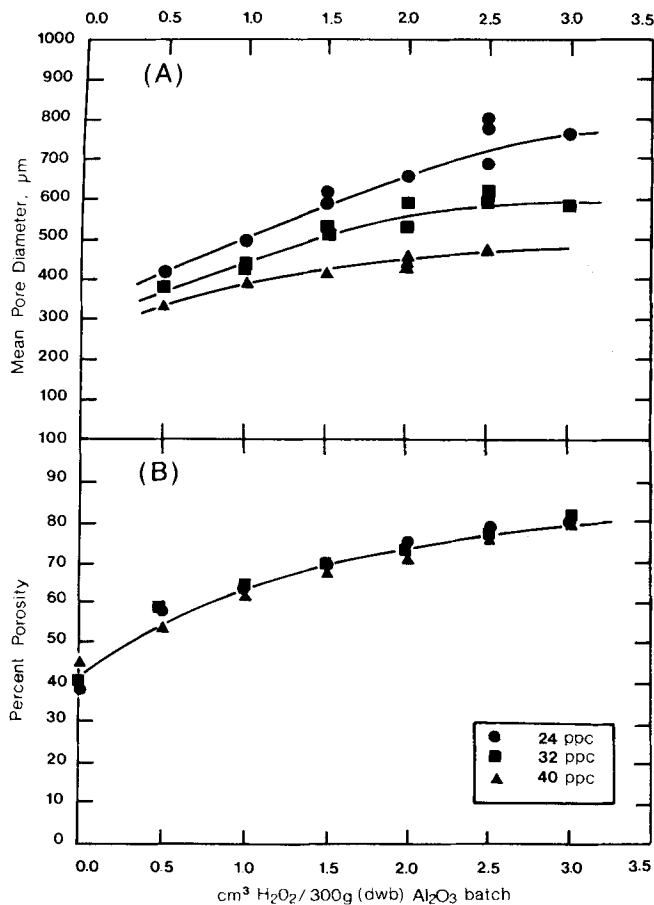 0.0 0.5 1.0 1.5 2.0 2.5 3.0 3.5
(A)
Mean Pore Diameter, μm
1000
900
800
700
600
500
400
300
200
100
100
(B)
Percent Porosity
90
80
70
60
50
40
30
20
10
0
24 ppc
32 ppc
40 ppc
0.0 0.5 1.0 1.5 2.0 2.5 3.0
cm³ H₂O₂/300g (dwb) Al₂O₃ batch